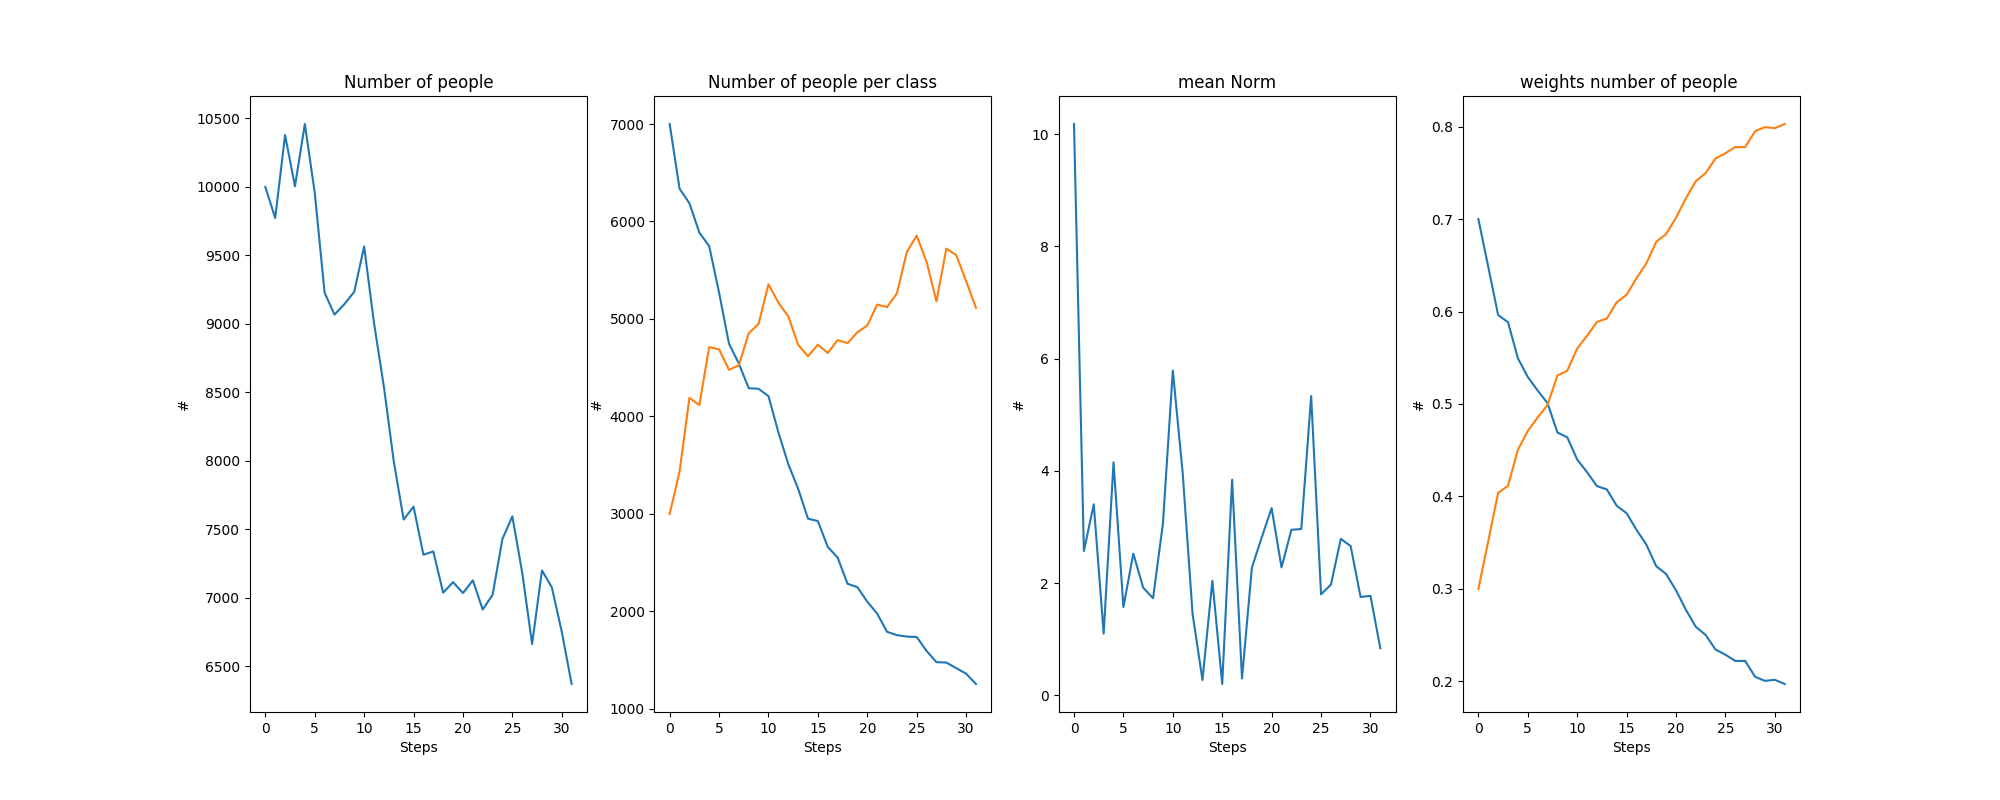 Number of people
10500
10000
9500
9000
8500
8000
7500
7000
6500
#
0 5 10 15 20 25 30
Steps
Number of people per class
7000
6000
5000
4000
3000
2000
1000
#
0 5 10 15 20 25 30
Steps
mean Norm
10
8
6
4
2
0
#
0 5 10 15 20 25 30
Steps
weights number of people
0.8
0.7
0.6
0.5
0.4
0.3
0.2
#
0 5 10 15 20 25 30
Steps